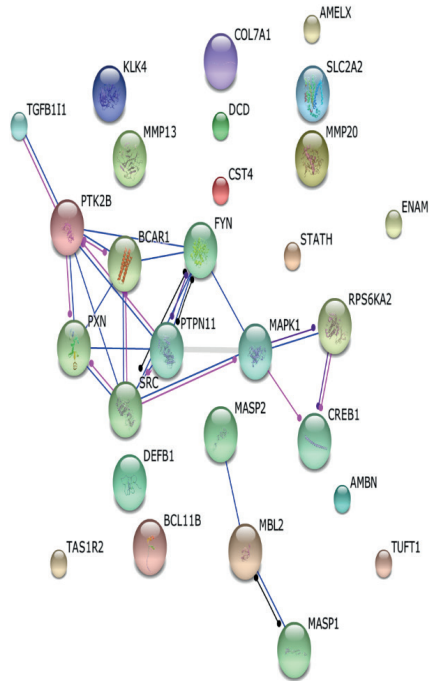 AMELX
COL7A1
KLK4
SLC2A2
TGFB1I1
DCD
MMP13
MMP20
CST4
PTK2B
FYN
BCAR1
ENAM
STATH
RPS6KA2
PXN
PTPN11
MAPK1
SRC
MASP2
CREB1
DEFB1
AMBN
BCL11B
MBL2
TAS1R2
TUFT1
MASP1